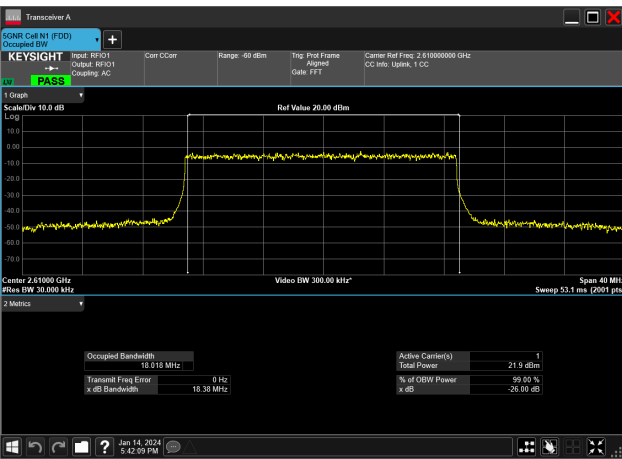 Transceiver A
5GNR Cell N1 (FDD)
Occupied BW
KEYSIGHT
LXI
PASS
Input: RFIO1
Output: RFIO1
Coupling: AC
Corr CCorr
Range: -60 dBm
Trig: Prot Frame
Aligned
Gate: FFT
Carrier Ref Freq: 2.610000000 GHz
CC Info: Uplink, 1 CC
1 Graph
Scale/Div 10.0 dB
Ref Value 20.00 dBm
Log
10.0
0.00
-10.0
-20.0
-30.0
-40.0
-50.0
-60.0
-70.0
Center 2.61000 GHz
Video BW 300.00 kHz*
Span 40 MHz
#Res BW 30.000 kHz
Sweep 53.1 ms (2001 pts
2 Metrics
Occupied Bandwidth
18.018 MHz
Transmit Freq Error 0 Hz
x dB Bandwidth 18.38 MHz
Active Carrier(s) 1
Total Power 21.9 dBm
% of OBW Power 99.00 %
x dB -26.00 dB
?
Jan 14, 2024
5:42:09 PM